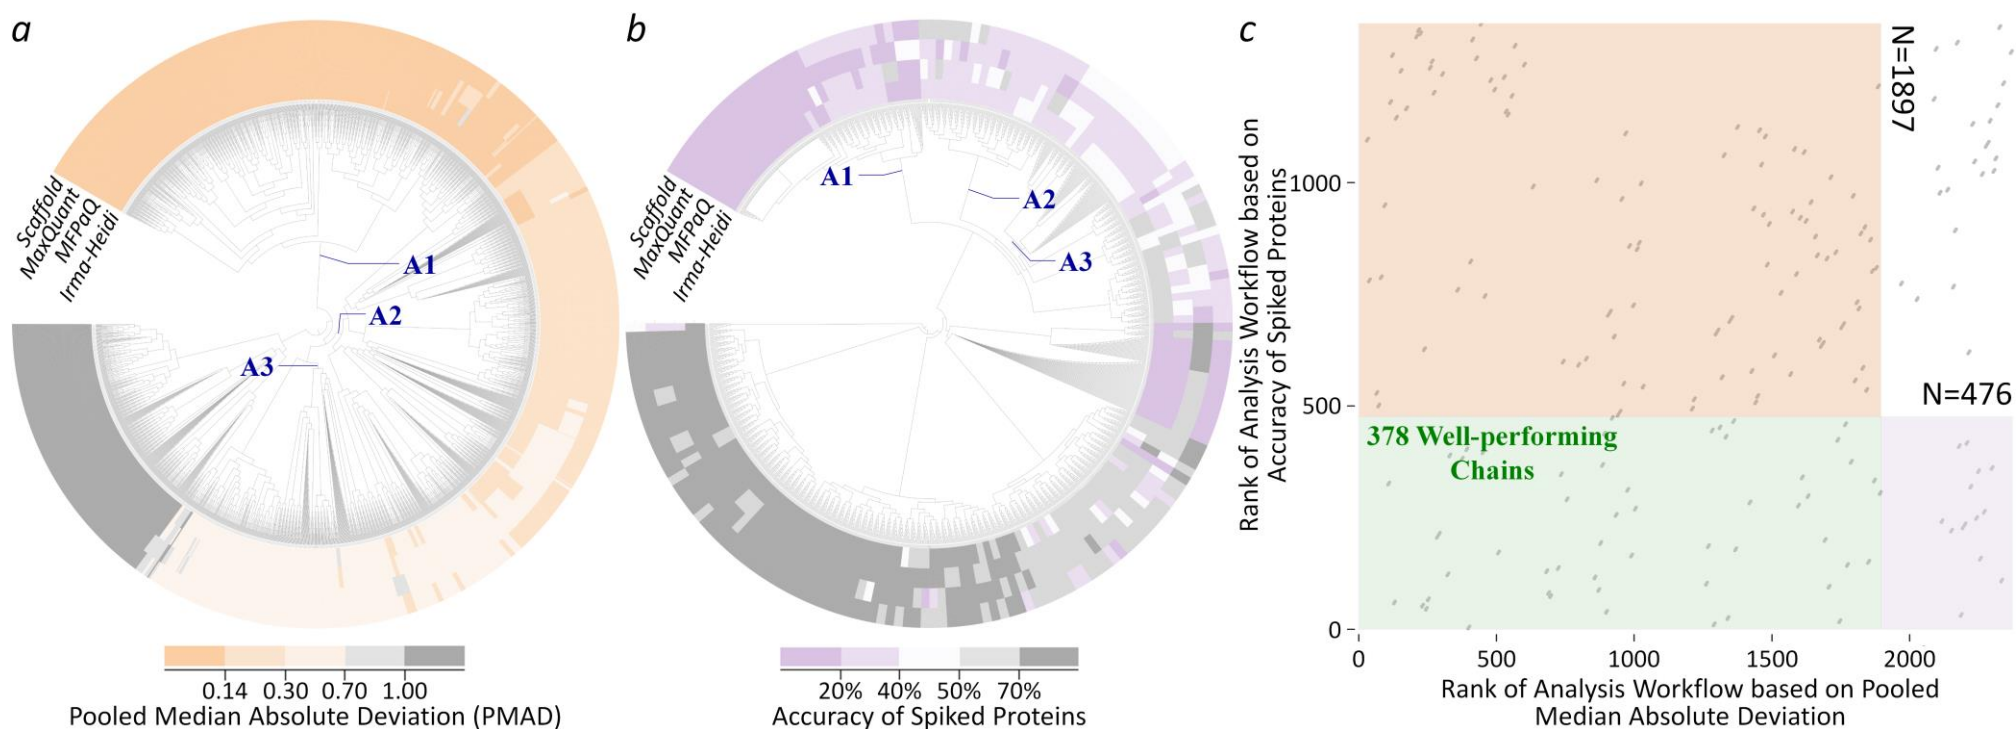 a
Scaffold
MaxQuant
MFPaQ
Irma-Heidi
A1
A2
A3
0.14 0.30 0.70 1.00
Pooled Median Absolute Deviation (PMAD)
b
Scaffold
MaxQuant
MFPaQ
Irma-Heidi
A1
A2
A3
20% 40% 50% 70%
Accuracy of Spiked Proteins
c
Rank of Analysis Workflow based on
Accuracy of Spiked Proteins
1000
500
0
N=1897
N=476
378 Well-performing
Chains
0 500 1000 1500 2000
Rank of Analysis Workflow based on Pooled
Median Absolute Deviation